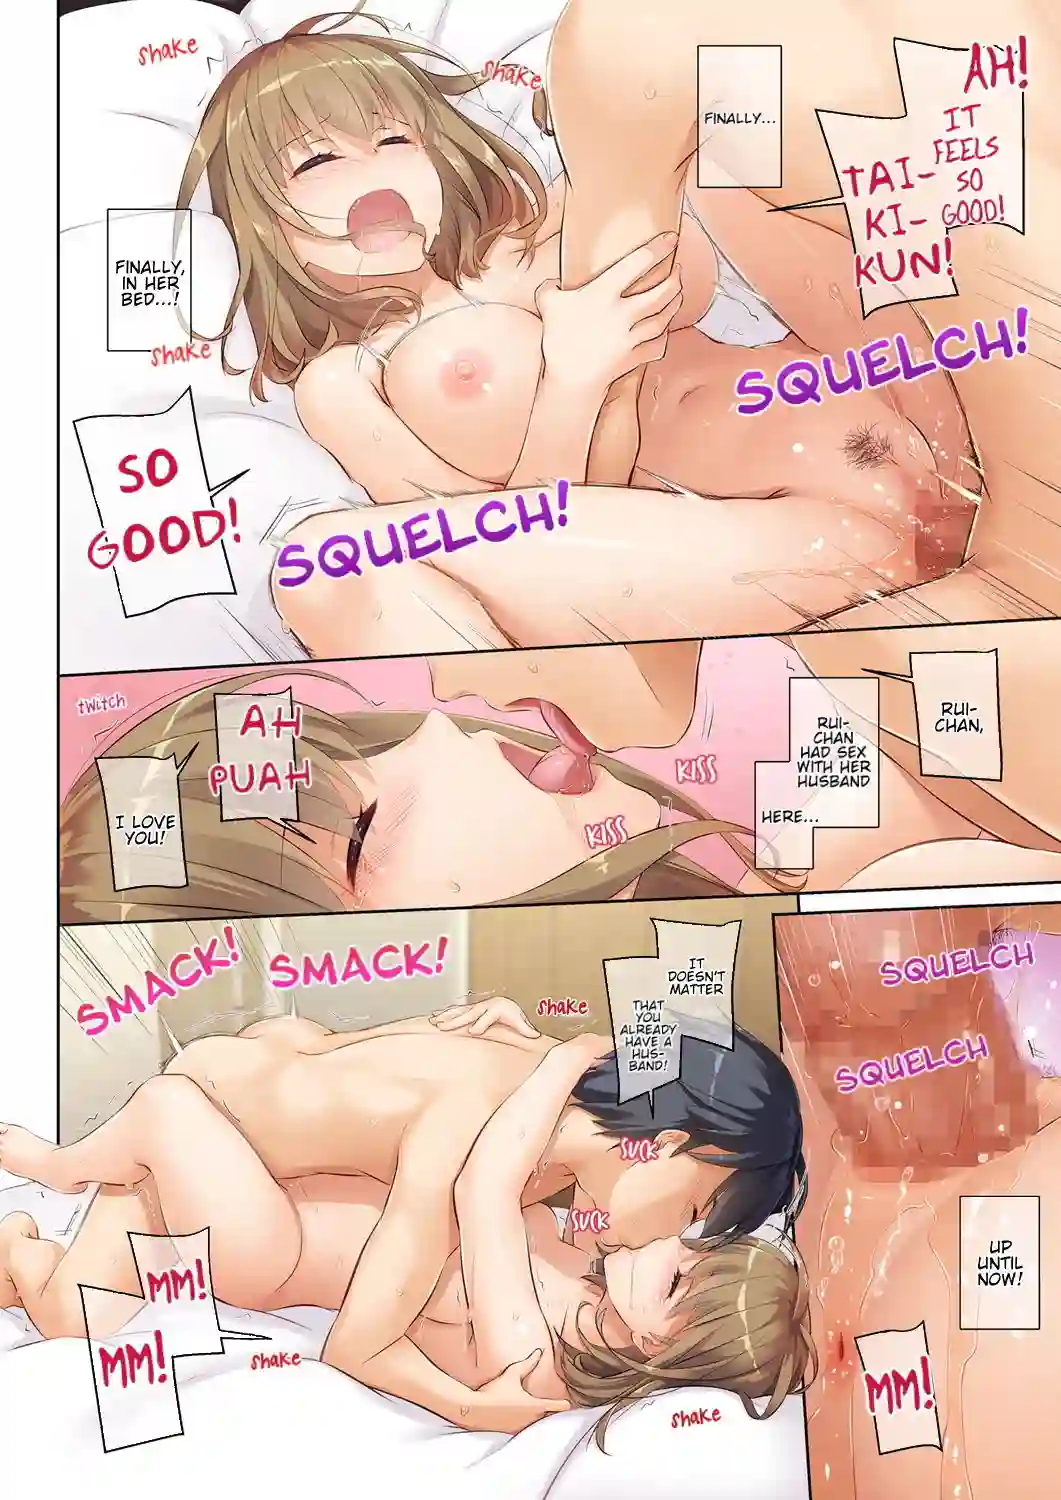 AH!
IT
FEELS
SO
GOOD!
TAI-
KI-
KUN!
FINALLY...
shake
shake
FINALLY,
IN HER
BED...!
shake
SQUELCH!
SO
GOOD!
SQUELCH!
RUI-
CHAN,
RUI-
CHAN
HAD SEX
WITH HER
HUSBAND
HERE...
KISS
KISS
twitch
AH
PUAH
I LOVE
YOU!
SQUELCH
SQUELCH
UP
UNTIL
NOW!
MM!
IT
DOESN'T
MATTER
THAT
YOU
ALREADY
HAVE A
HUS-
BAND!
SMACK!
SMACK!
shake
SUCK
SUCK
MM!
MM!
shake
shake